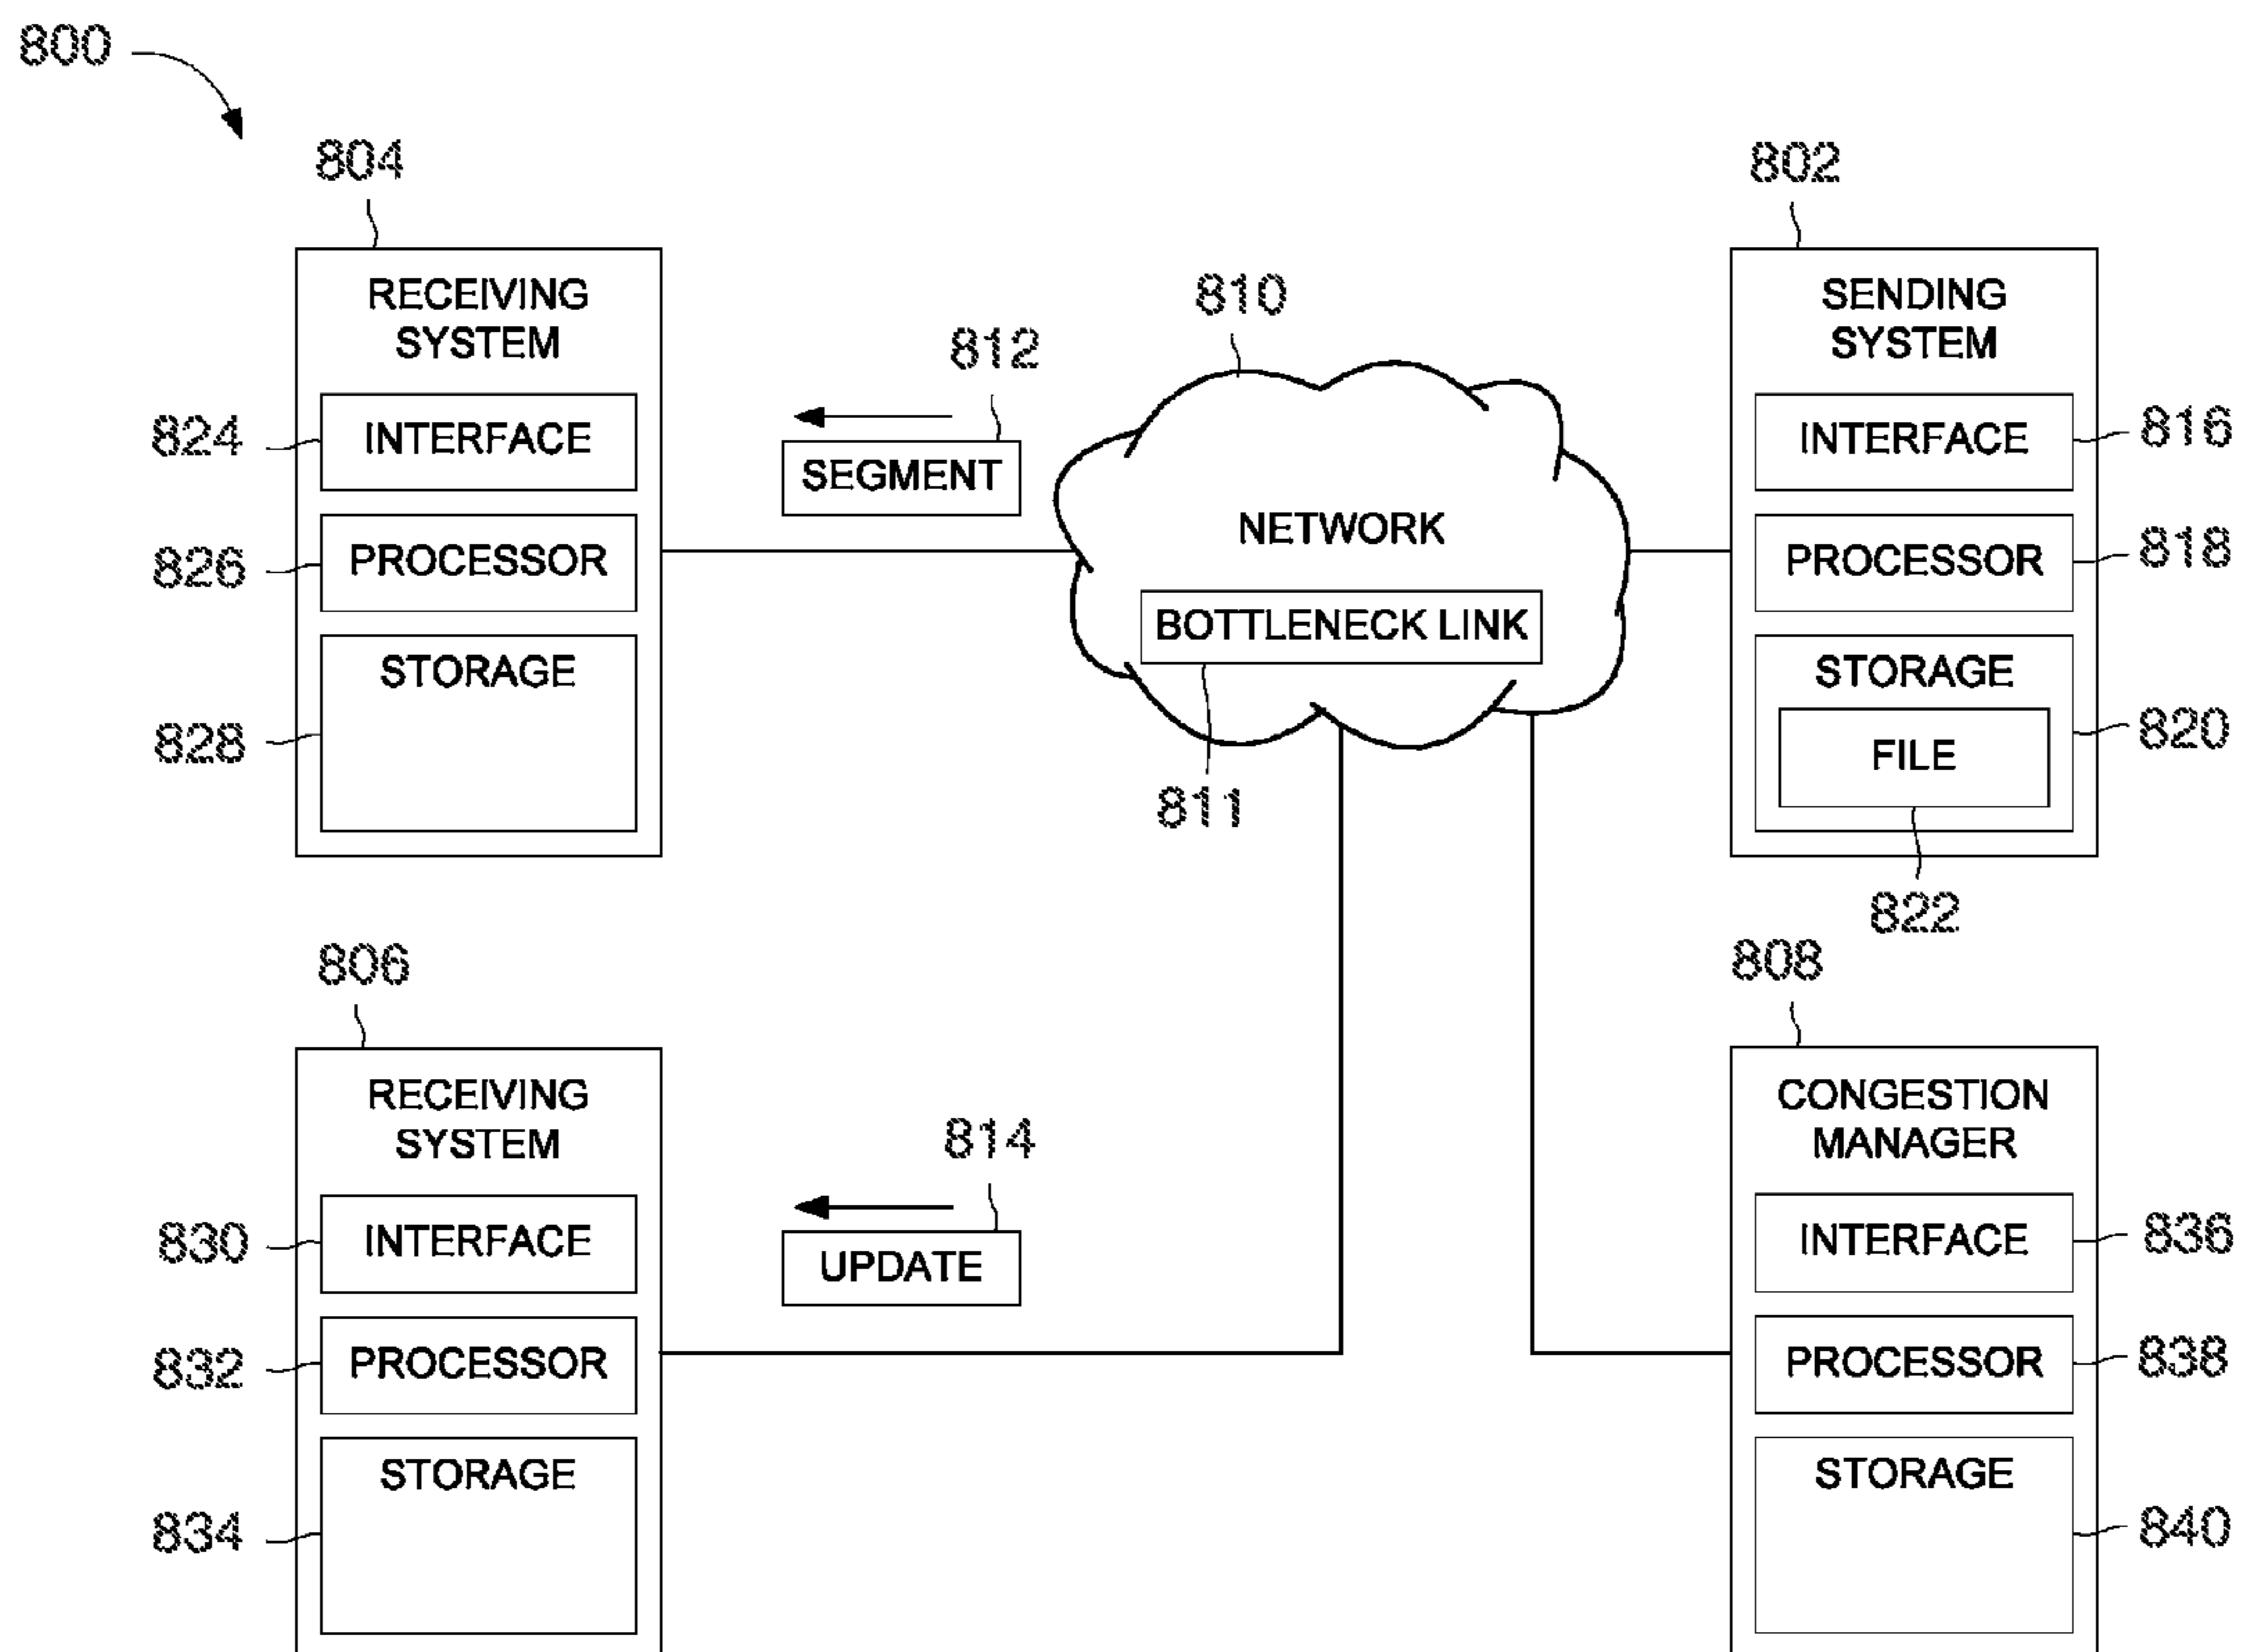 800
804
RECEIVING
SYSTEM
824
INTERFACE
826
PROCESSOR
828
STORAGE
812
SEGMENT
810
NETWORK
BOTTLENECK LINK
811
802
SENDING
SYSTEM
INTERFACE
816
PROCESSOR
818
STORAGE
820
FILE
822
806
RECEIVING
SYSTEM
830
INTERFACE
832
PROCESSOR
834
STORAGE
814
UPDATE
808
CONGESTION
MANAGER
INTERFACE
836
PROCESSOR
838
STORAGE
840